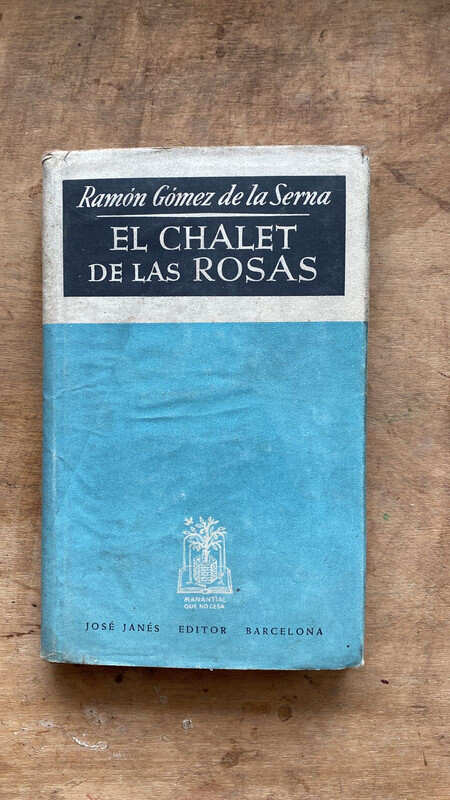 Ramón Gómez de la Serna
EL CHALET
DE LAS ROSAS
MANANTIAL
QUE NO CESA
JOSÉ JANÉS EDITOR BARCELONA